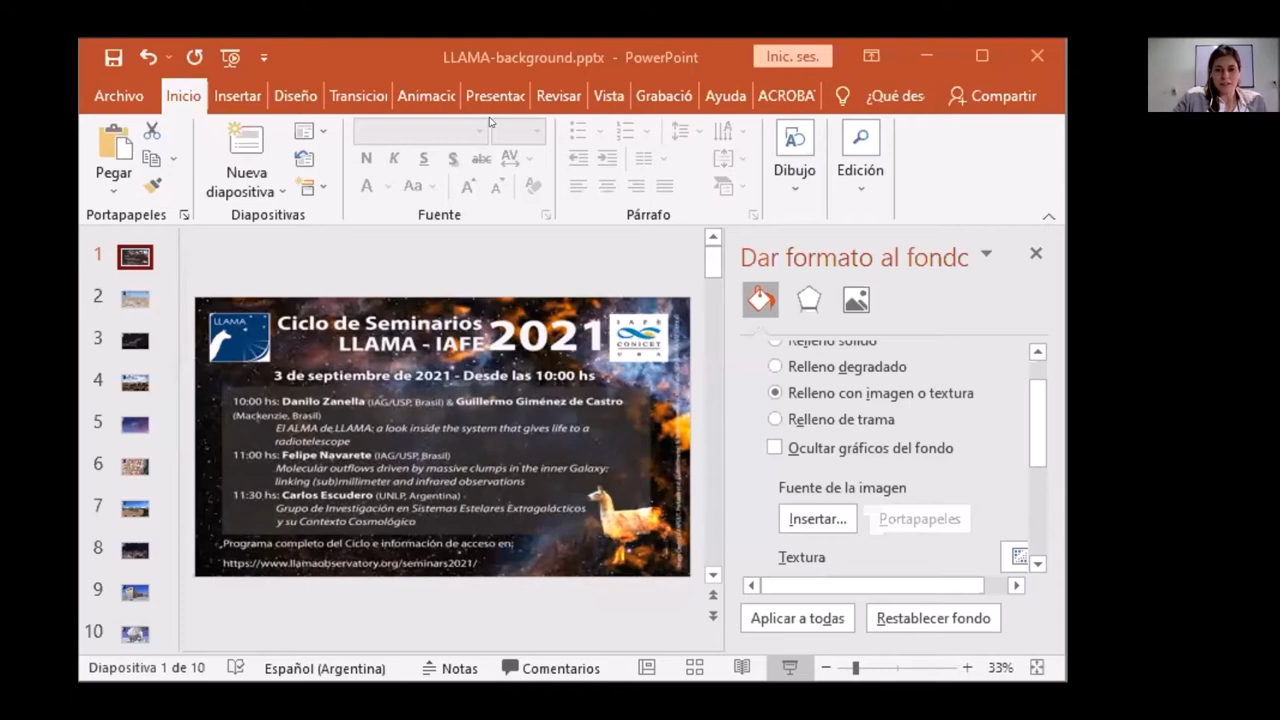 LLAMA-background.pptx - PowerPoint
Inic. ses.
Archivo Inicio Insertar Diseño Transicior Animacic Presentac Revisar Vista Grabació Ayuda ACROBA ¿Qué des Compartir
Pegar
Nueva
diapositiva
N K S S abc AV
A Aa A A
Dibujo
Edición
Portapapeles Diapositivas Fuente Párrafo
1
2
3
4
5
6
7
8
9
10
LLAMA
Ciclo de Seminarios
LLAMA - IAFE
2021
I A F E
CONICET
U B A
3 de septiembre de 2021 - Desde las 10:00 hs
10:00 hs: Danilo Zanella (IAG/USP, Brasil) & Guillermo Giménez de Castro
(Mackenzie, Brasil)
El ALMA de LLAMA: a look inside the system that gives life to a
radiotelescope
11:00 hs: Felipe Navarete (IAG/USP, Brasil)
Molecular outflows driven by massive clumps in the inner Galaxy:
linking (sub)millimeter and infrared observations
11:30 hs: Carlos Escudero (UNLP, Argentina)
Grupo de Investigación en Sistemas Estelares Extragalácticos
y su Contexto Cosmológico
Programa completo del Ciclo e información de acceso en:
https://www.llamaobservatory.org/seminars2021/
Dar formato al fondc
Relleno sólido
Relleno degradado
Relleno con imagen o textura
Relleno de trama
Ocultar gráficos del fondo
Fuente de la imagen
Insertar... Portapapeles
Textura
Aplicar a todas Restablecer fondo
Diapositiva 1 de 10 Español (Argentina) Notas Comentarios 33%